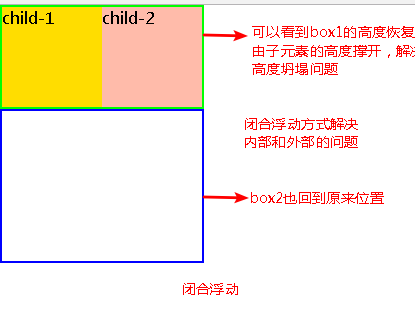 child-1 child-2
可以看到box1的高度恢复
由子元素的高度撑开，解决
高度坍塌问题
闭合浮动方式解决
内部和外部的问题
box2也回到原来位置
闭合浮动